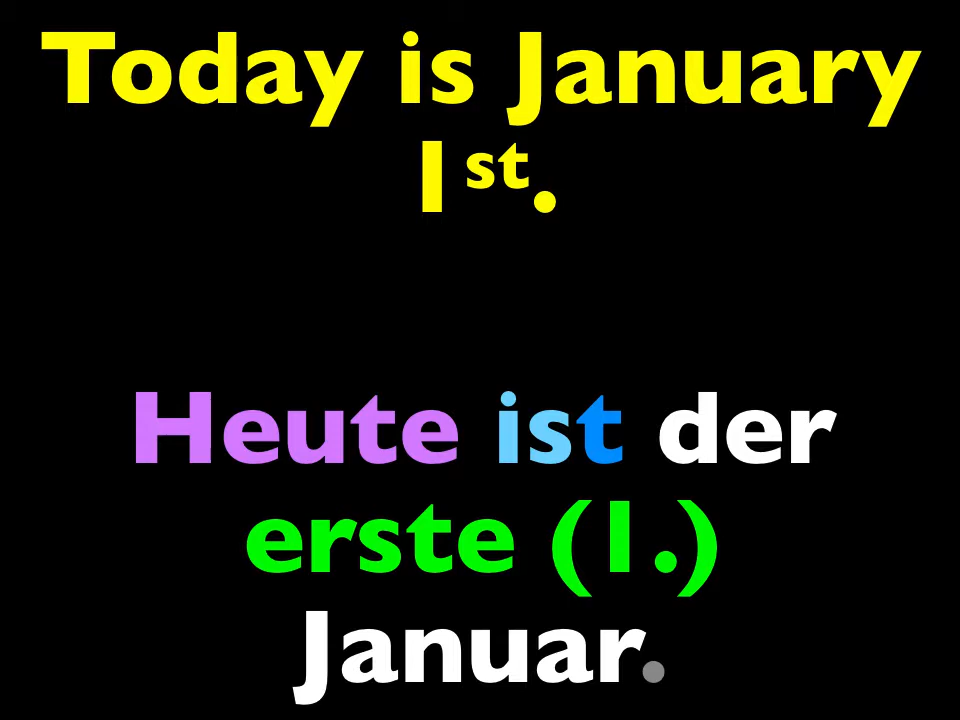 Today is January
1st.
Heute ist der
erste (1.)
Januar.